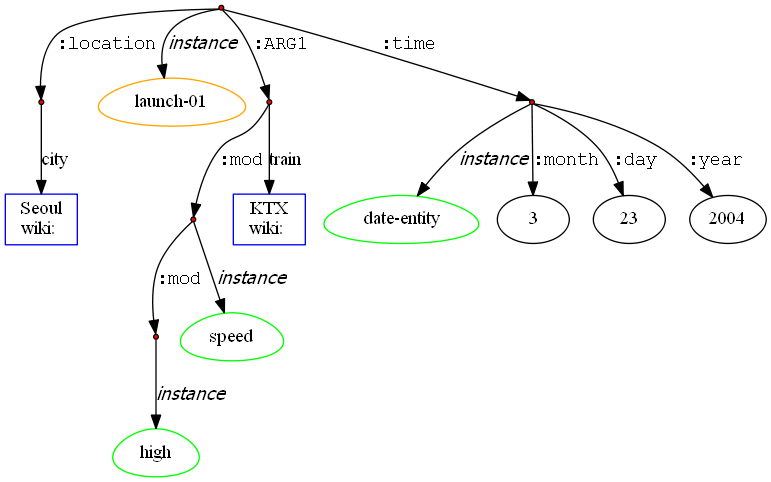 :location
instance
:ARG1
:time
launch-01
city
:mod
train
instance
:month
:day
:year
Seoul
wiki:
KTX
wiki:
date-entity
3
23
2004
:mod
instance
speed
instance
high